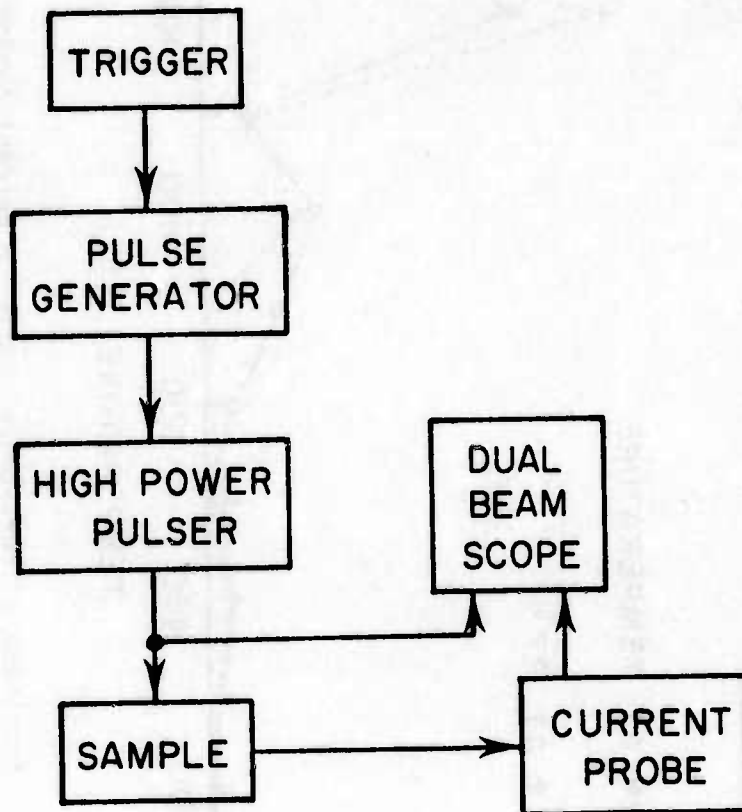 TRIGGER
PULSE
GENERATOR
HIGH POWER
PULSER
DUAL
BEAM
SCOPE
SAMPLE
CURRENT
PROBE